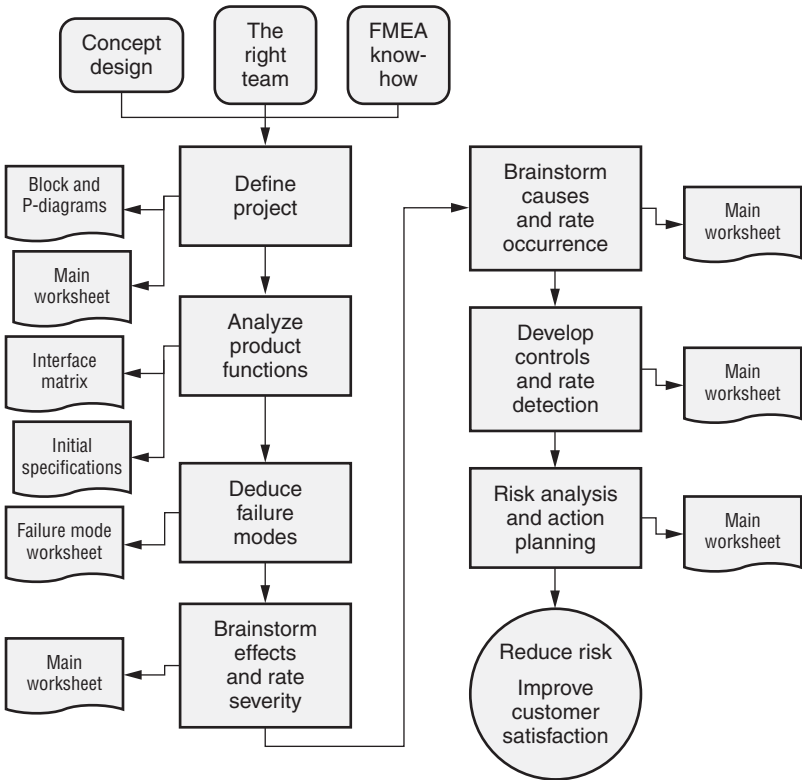 Concept
design
The
right
team
FMEA
know-
how
Define
project
Block and
P-diagrams
Main
worksheet
Analyze
product
functions
Interface
matrix
Initial
specifications
Deduce
failure
modes
Failure mode
worksheet
Brainstorm
effects
and rate
severity
Main
worksheet
Brainstorm
causes
and rate
occurrence
Main
worksheet
Develop
controls
and rate
detection
Main
worksheet
Risk analysis
and action
planning
Main
worksheet
Reduce risk
Improve
customer
satisfaction